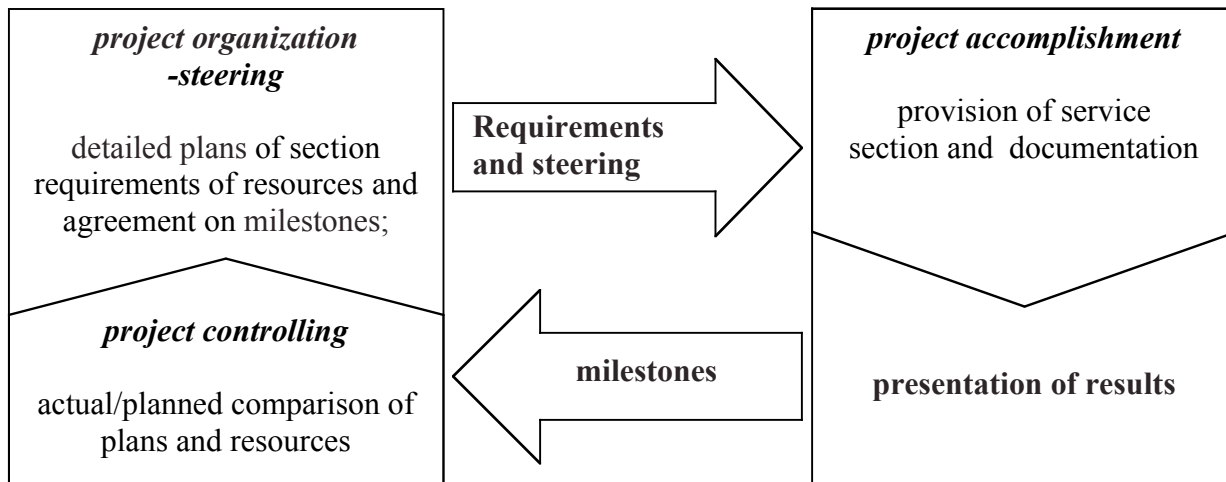 project organization
-steering
detailed plans of section
requirements of resources and
agreement on milestones;
project controlling
actual/planned comparison of
plans and resources
Requirements
and steering
milestones
project accomplishment
provision of service
section and documentation
presentation of results